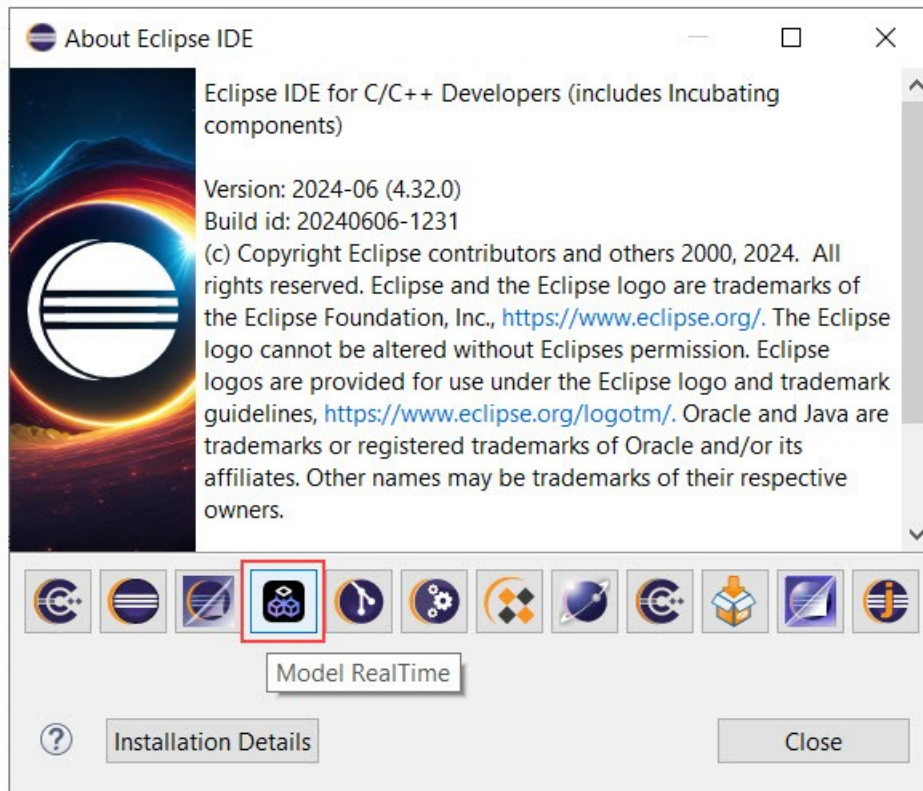 About Eclipse IDE
Eclipse IDE for C/C++ Developers (includes Incubating
components)
Version: 2024-06 (4.32.0)
Build id: 20240606-1231
(c) Copyright Eclipse contributors and others 2000, 2024.  All
rights reserved. Eclipse and the Eclipse logo are trademarks of
the Eclipse Foundation, Inc., https://www.eclipse.org/. The Eclipse
logo cannot be altered without Eclipses permission. Eclipse
logos are provided for use under the Eclipse logo and trademark
guidelines, https://www.eclipse.org/logotm/. Oracle and Java are
trademarks or registered trademarks of Oracle and/or its
affiliates. Other names may be trademarks of their respective
owners.
Model RealTime
? Installation Details Close